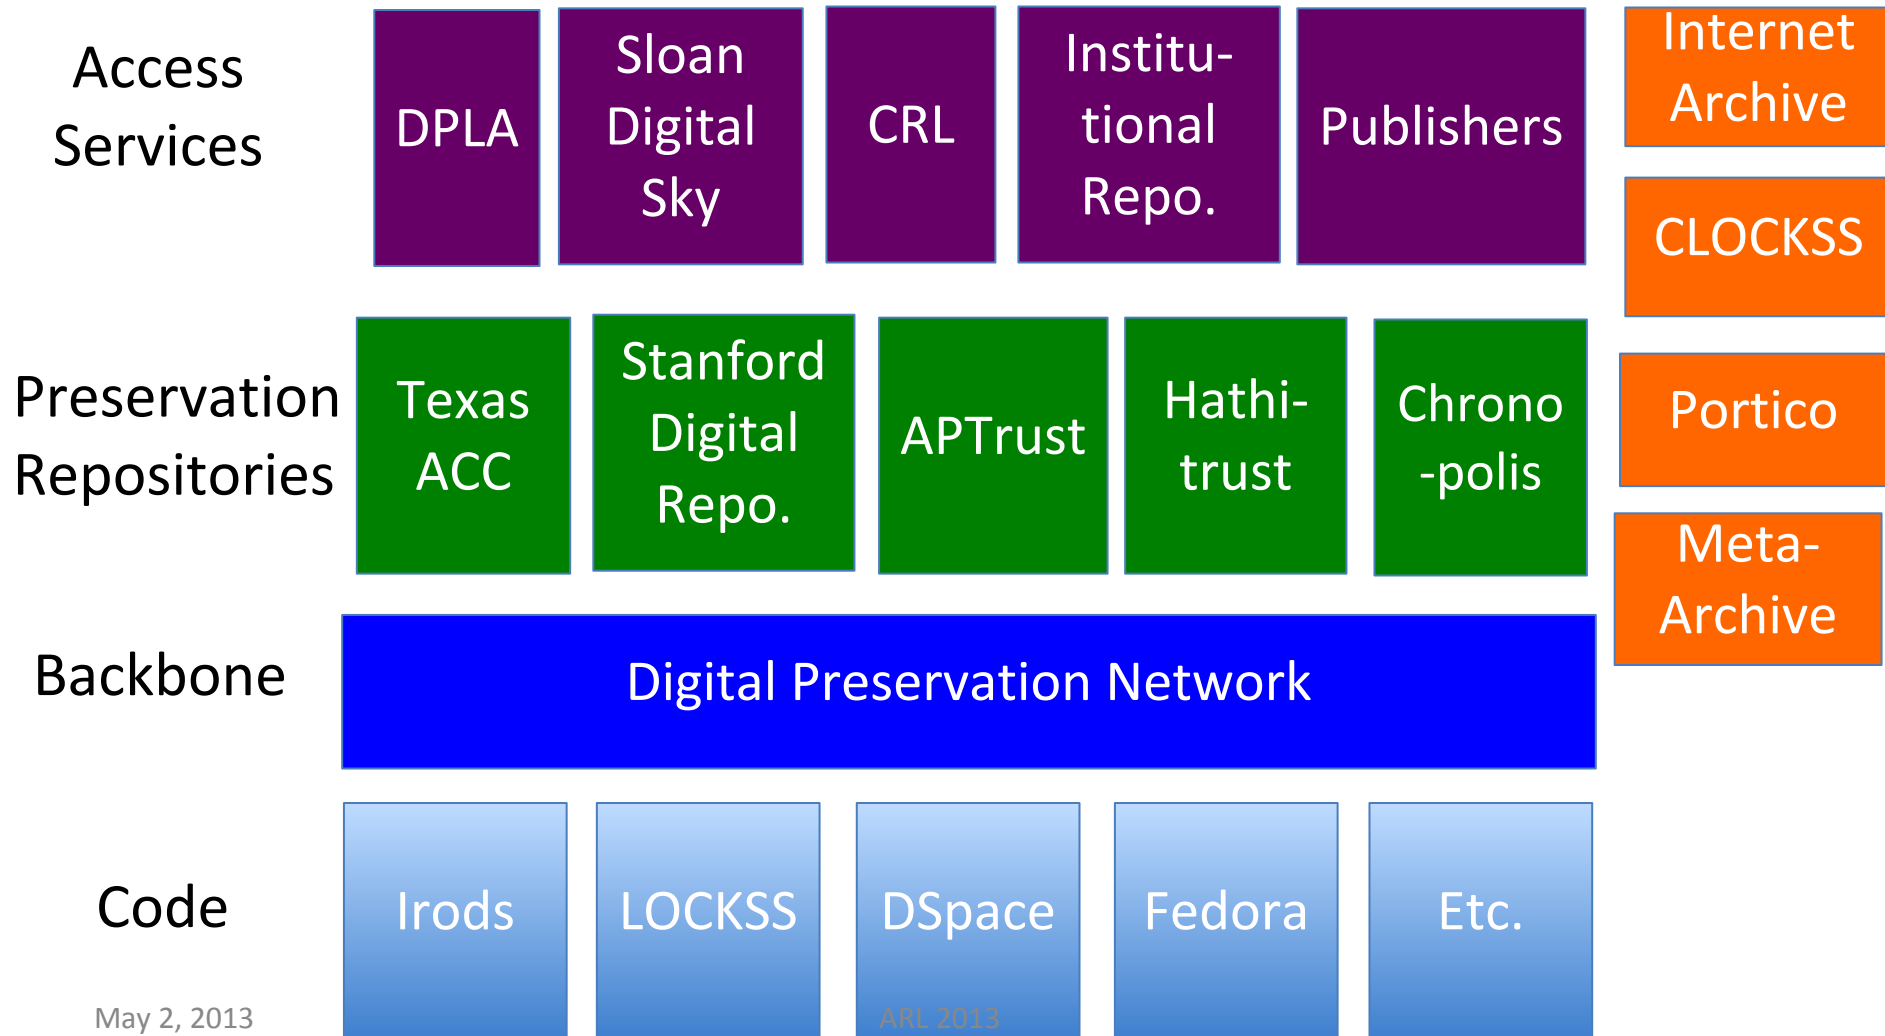 Access
Services
DPLA
Sloan
Digital
Sky
CRL
Institu-
tional
Repo.
Publishers
Internet
Archive
CLOCKSS
Preservation
Repositories
Texas
ACC
Stanford
Digital
Repo.
APTrust
Hathi-
trust
Chrono
-polis
Portico
Meta-
Archive
Backbone
Digital Preservation Network
Code
Irods
LOCKSS
DSpace
Fedora
Etc.
May 2, 2013
ARL 2013